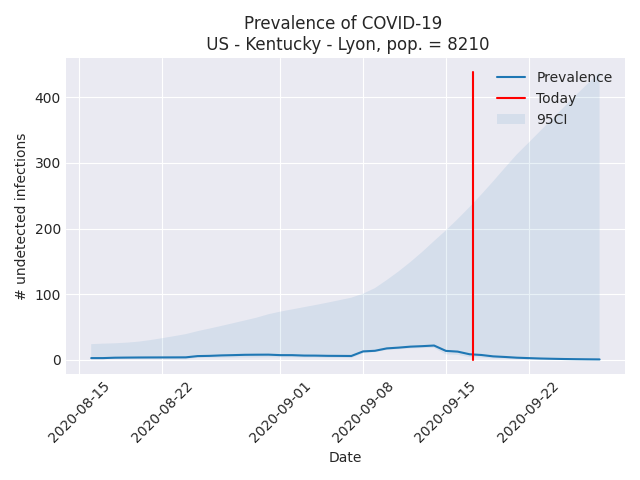 Prevalence of COVID-19
US - Kentucky - Lyon, pop. = 8210
Prevalence
Today
95CI
# undetected infections
400
300
200
100
0
2020-08-15
2020-08-22
2020-09-01
2020-09-08
2020-09-15
2020-09-22
Date